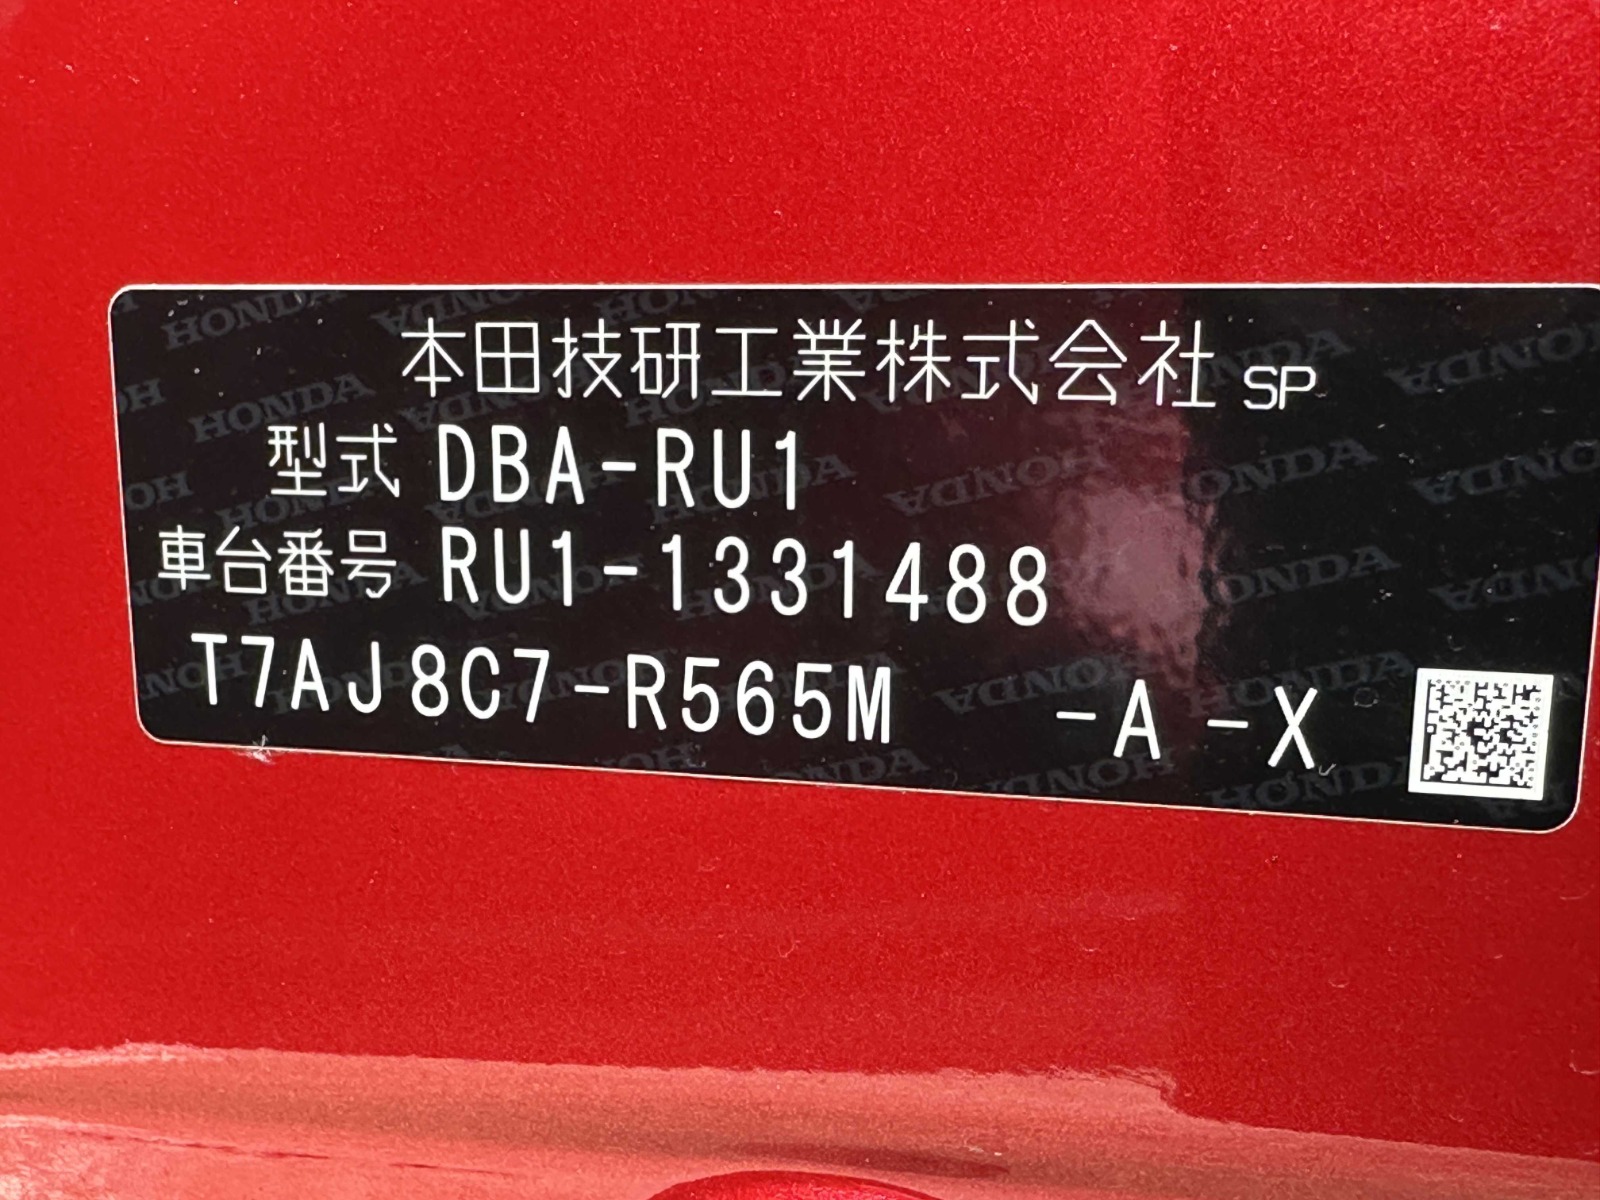 本田技研工業株式会社 SP
型式 DBA-RU1
車台番号 RU1-1331488
T7AJ8C7-R565M -A -X